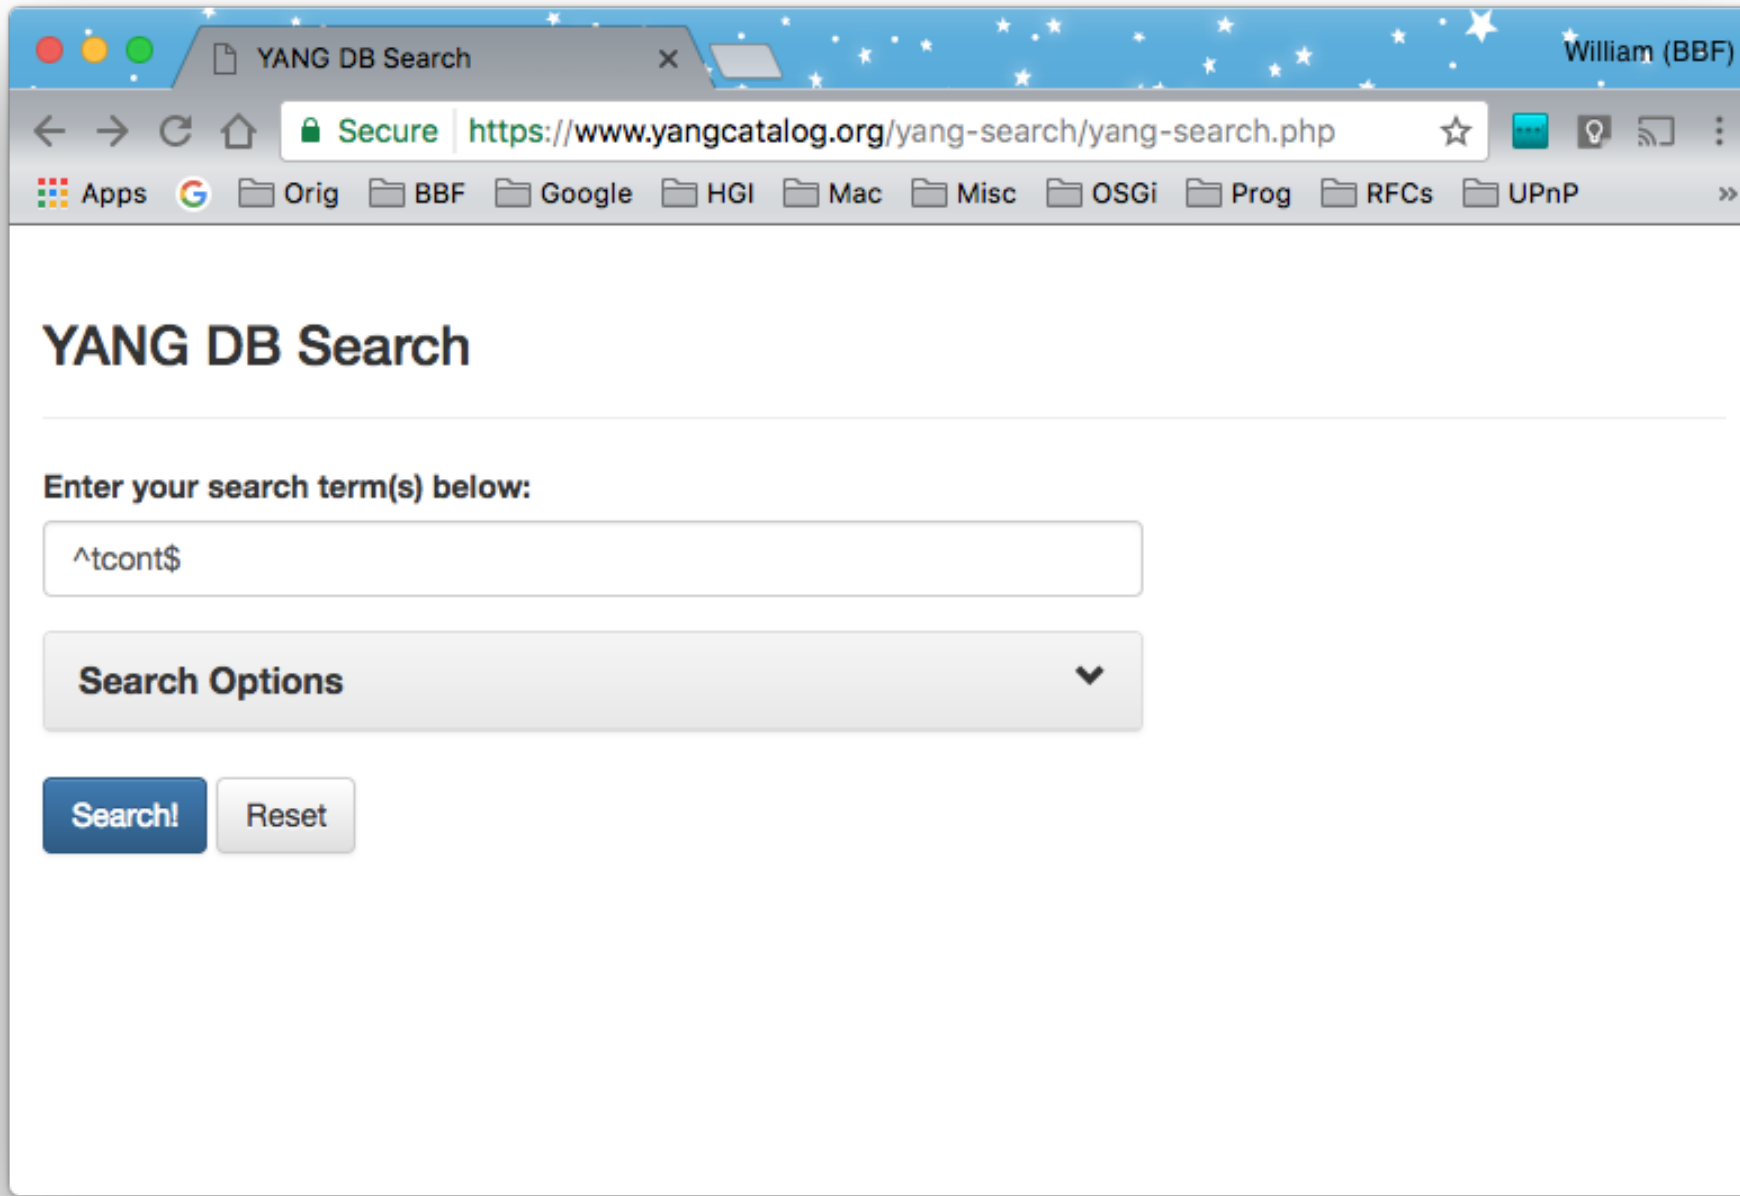 YANG DB Search
William (BBF)
Secure https://www.yangcatalog.org/yang-search/yang-search.php
Apps G Orig BBF Google HGI Mac Misc OSGi Prog RFCs UPnP »
YANG DB Search
Enter your search term(s) below:
^tcont$
Search Options
Search! Reset